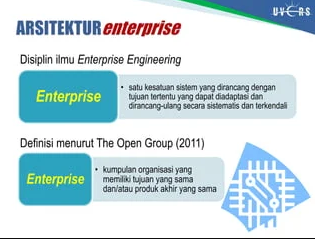 UVERS
ARSITEKTUR enterprise
Disiplin ilmu Enterprise Engineering
Enterprise
• satu kesatuan sistem yang dirancang dengan
tujuan tertentu yang dapat diadaptasi dan
dirancang-ulang secara sistematis dan terkendali
Definisi menurut The Open Group (2011)
Enterprise
• kumpulan organisasi yang
memiliki tujuan yang sama
dan/atau produk akhir yang sama